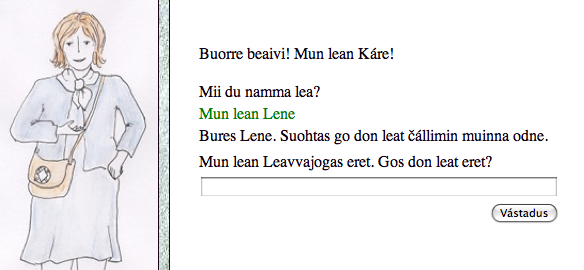 Buorre beaivi! Mun lean Káre!
Mii du namma lea?
Mun lean Lene
Bures Lene. Suohtas go don leat čállimin muinna odne.
Mun lean Leavvajogas eret. Gos don leat eret?
Vástadus